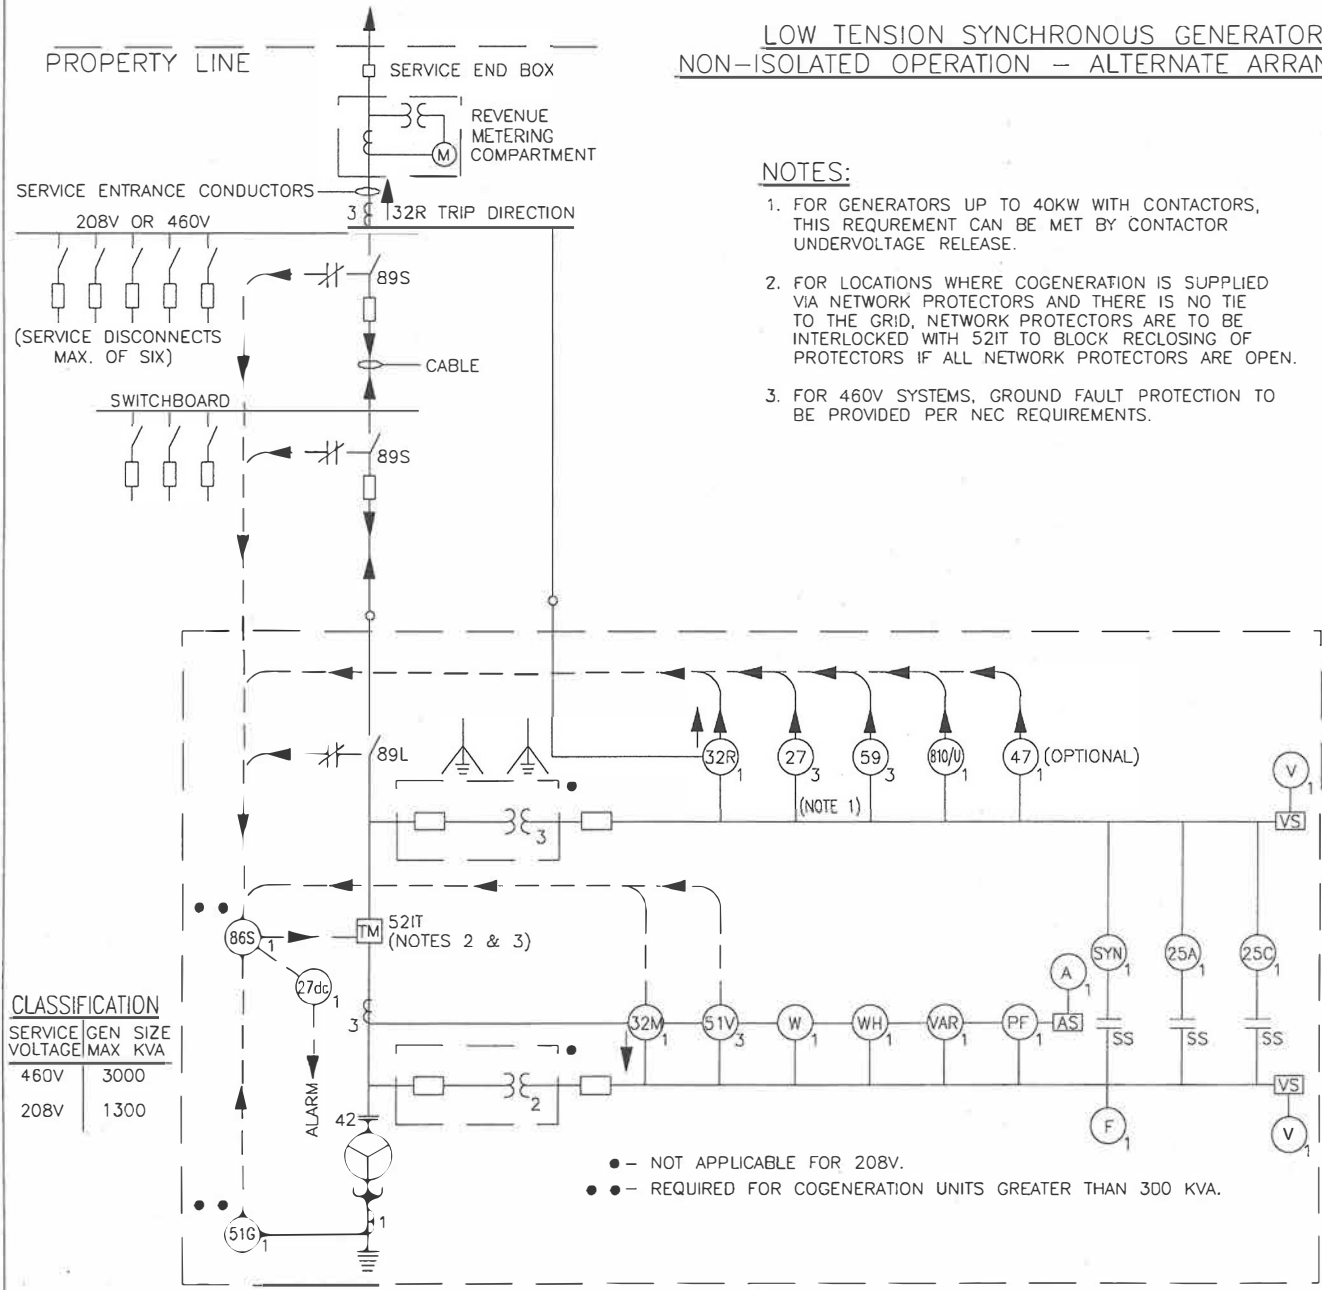 LOW TENSION SYNCHRONOUS GENERATOR
NON-ISOLATED OPERATION - ALTERNATE ARRAN
PROPERTY LINE
SERVICE END BOX
REVENUE
METERING
COMPARTMENT
M
SERVICE ENTRANCE CONDUCTORS
3
32R TRIP DIRECTION
208V OR 460V
89S
(SERVICE DISCONNECTS
MAX. OF SIX)
CABLE
SWITCHBOARD
89S
NOTES:
1. FOR GENERATORS UP TO 40KW WITH CONTACTORS,
THIS REQUREMENT CAN BE MET BY CONTACTOR
UNDERVOLTAGE RELEASE.
2. FOR LOCATIONS WHERE COGENERATION IS SUPPLIED
VIA NETWORK PROTECTORS AND THERE IS NO TIE
TO THE GRID, NETWORK PROTECTORS ARE TO BE
INTERLOCKED WITH 52IT TO BLOCK RECLOSING OF
PROTECTORS IF ALL NETWORK PROTECTORS ARE OPEN.
3. FOR 460V SYSTEMS, GROUND FAULT PROTECTION TO
BE PROVIDED PER NEC REQUIREMENTS.
89L
32R 1
27 3
59 3
810/U 1
47 1 (OPTIONAL)
V 1
(NOTE 1)
3
VS
86S 1
TM
52IT
(NOTES 2 & 3)
27dc 1
SYN 1
25A 1
25C 1
A 1
3
32M 1
51V 3
W 1
WH 1
VAR 1
PF 1
AS
SS
SS
SS
CLASSIFICATION
SERVICE GEN SIZE
VOLTAGE MAX KVA
460V 3000
208V 1300
ALARM
2
VS
42
F 1
V 1
● - NOT APPLICABLE FOR 208V.
● ● - REQUIRED FOR COGENERATION UNITS GREATER THAN 300 KVA.
51G 1
1